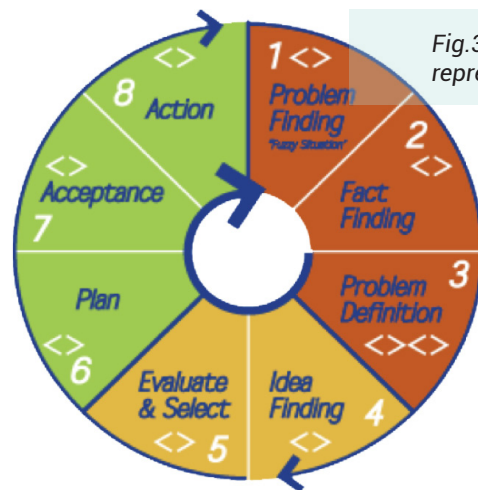 Fig.3
repre
1 <>
Problem
Finding
"Fuzzy Situation"
2
<>
Fact
Finding
3
Problem
Definition
<><>
Idea
Finding
4
<>
Evaluate
& Select
<> 5
Plan
<>
6
<>
Acceptance
7
<>
8
Action